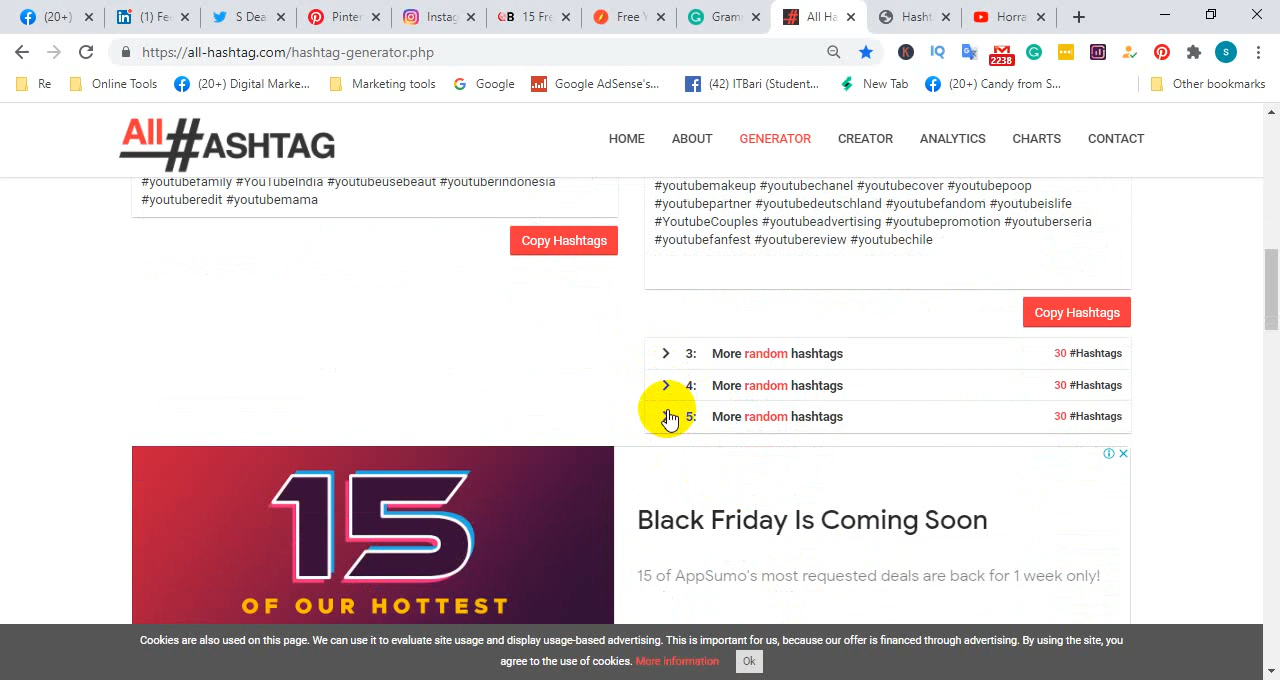 (20+)
(1) Fe
S Dea
Pinter
Instag
15 Fre
Free Y
Gram
All Ha
Hasht
Horra
https://all-hashtag.com/hashtag-generator.php
2238
S
Re
Online Tools
(20+) Digital Marke...
Marketing tools
Google
Google AdSense's...
(42) ITBari (Student...
New Tab
(20+) Candy from S...
Other bookmarks
All #ASHTAG
HOME
ABOUT
GENERATOR
CREATOR
ANALYTICS
CHARTS
CONTACT
#youtubefamily #YouTubeIndia #youtubeusebeaut #youtuberindonesia
#youtuberedit #youtubemama
Copy Hashtags
#youtubemakeup #youtubechanel #youtubecover #youtubepoop
#youtubepartner #youtubedeutschland #youtubefandom #youtubeislife
#YoutubeCouples #youtubeadvertising #youtubepromotion #youtuberseria
#youtubefanfest #youtubereview #youtubechile
Copy Hashtags
3: More random hashtags 30 #Hashtags
4: More random hashtags 30 #Hashtags
5: More random hashtags 30 #Hashtags
15
OF OUR HOTTEST
Black Friday Is Coming Soon
15 of AppSumo's most requested deals are back for 1 week only!
Cookies are also used on this page. We can use it to evaluate site usage and display usage-based advertising. This is important for us, because our offer is financed through advertising. By using the site, you
agree to the use of cookies. More information Ok